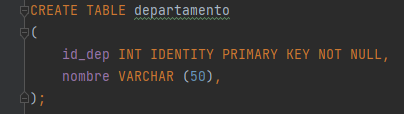 CREATE TABLE departamento
(
id_dep INT IDENTITY PRIMARY KEY NOT NULL,
nombre VARCHAR (50),
);